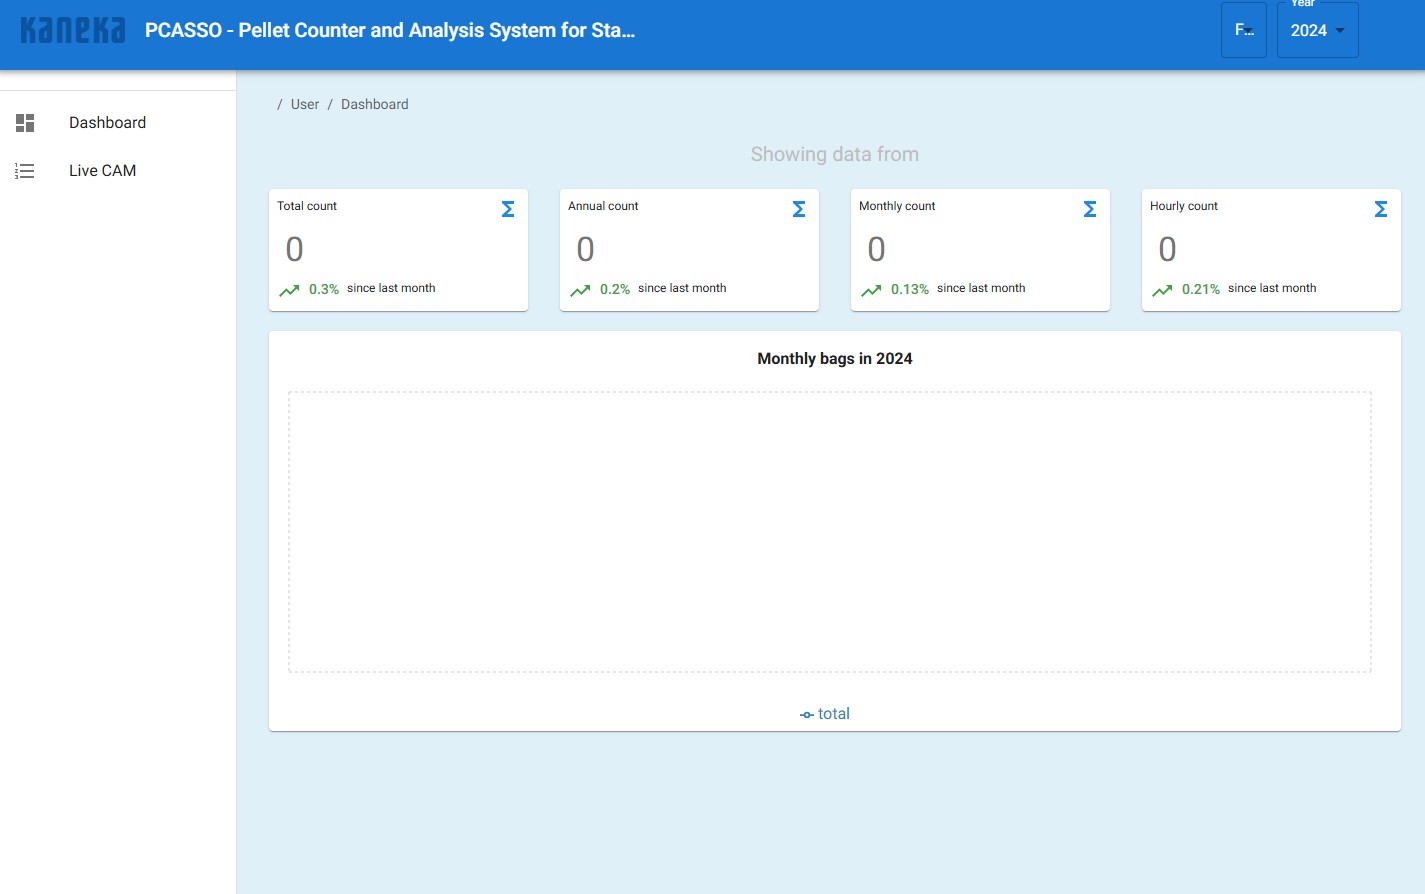 Kaneka
PCASSO - Pellet Counter and Analysis System for Sta...
F...
Year
2024
Dashboard
Live CAM
/ User / Dashboard
Showing data from
Total count
0
0.3% since last month
Annual count
0
0.2% since last month
Monthly count
0
0.13% since last month
Hourly count
0
0.21% since last month
Monthly bags in 2024
total